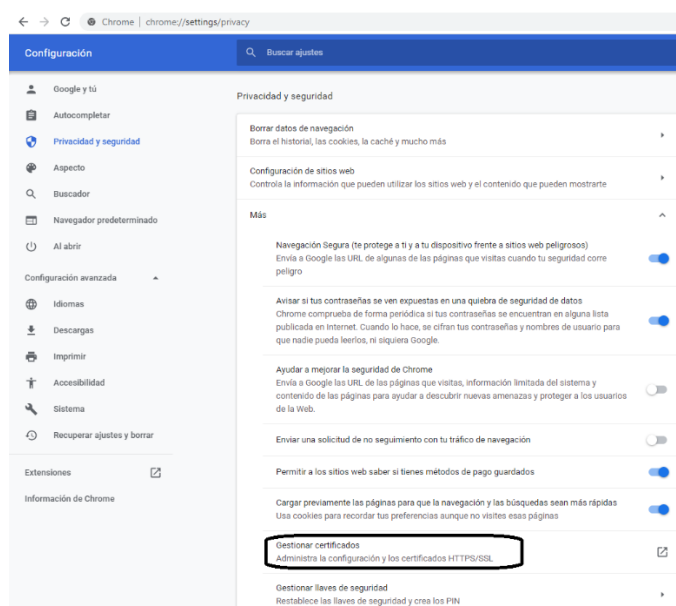 Chrome | chrome://settings/privacy
Configuración
Buscar ajustes
Google y tú
Autocompletar
Privacidad y seguridad
Aspecto
Buscador
Navegador predeterminado
Al abrir
Configuración avanzada
Idiomas
Descargas
Imprimir
Accesibilidad
Sistema
Recuperar ajustes y borrar
Extensiones
Información de Chrome
Privacidad y seguridad
Borrar datos de navegación
Borra el historial, las cookies, la caché y mucho más
Configuración de sitios web
Controla la información que pueden utilizar los sitios web y el contenido que pueden mostrarte
Más
Navegación Segura (te protege a ti y a tu dispositivo frente a sitios web peligrosos)
Envía a Google las URL de algunas de las páginas que visitas cuando tu seguridad corre
peligro
Avisar si tus contraseñas se ven expuestas en una quiebra de seguridad de datos
Chrome comprueba de forma periódica si tus contraseñas se encuentran en alguna lista
publicada en Internet. Cuando lo hace, se cifran tus contraseñas y nombres de usuario para
que nadie pueda leerlos, ni siquiera Google.
Ayudar a mejorar la seguridad de Chrome
Envía a Google las URL de las páginas que visitas, información limitada del sistema y
contenido de las páginas para ayudar a descubrir nuevas amenazas y proteger a los usuarios
de la Web.
Enviar una solicitud de no seguimiento con tu tráfico de navegación
Permitir a los sitios web saber si tienes métodos de pago guardados
Cargar previamente las páginas para que la navegación y las búsquedas sean más rápidas
Usa cookies para recordar tus preferencias aunque no visites esas páginas
Gestionar certificados
Administra la configuración y los certificados HTTPS/SSL
Gestionar llaves de seguridad
Restablece las llaves de seguridad y crea los PIN